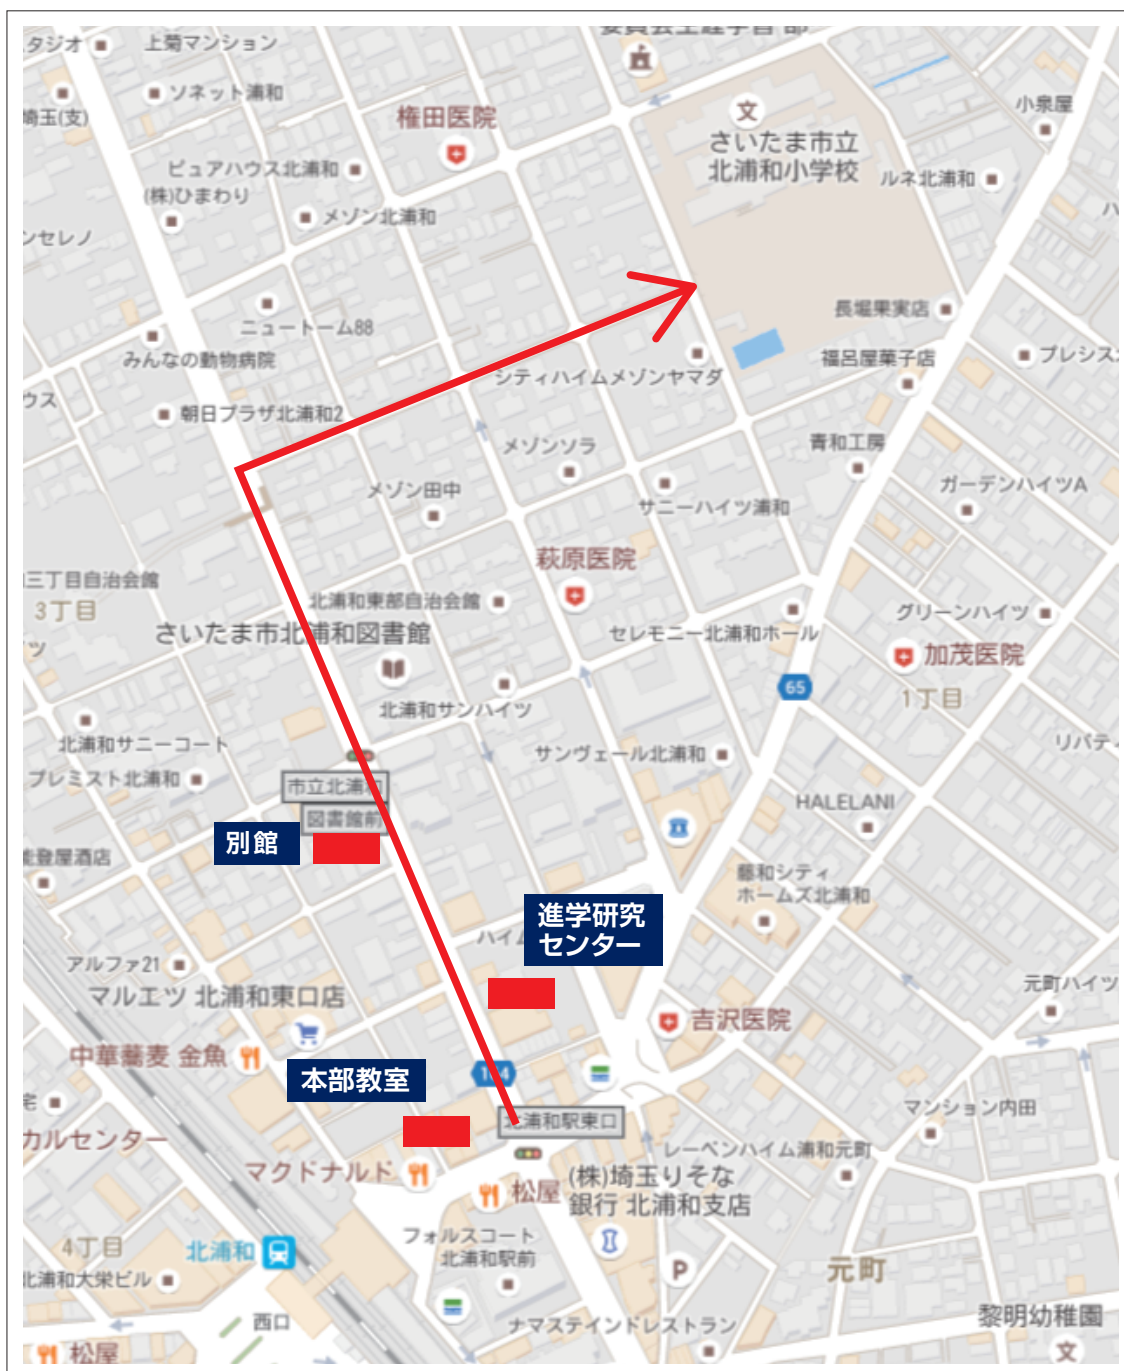 タジオ
上菊マンション
ソネット浦和
埼玉(支)
権田医院
小泉屋
さいたま市立
北浦和小学校
ルネ北浦和
ピュアハウス北浦和
(株)ひまわり
メゾン北浦和
ンセレノ
ハ
長堀果実店
ニュートーム88
みんなの動物病院
福呂屋菓子店
プレシス
シティハイムメゾンヤマダ
ウス
朝日プラザ北浦和2
メゾンソラ
青和工房
メゾン田中
サニーハイツ浦和
ガーデンハイツA
萩原医院
三丁目自治会館
3丁目
北浦和東部自治会館
グリーンハイツ
さいたま市北浦和図書館
セレモニー北浦和ホール
加茂医院
ツ
65
1丁目
北浦和サンハイツ
北浦和サニーコート
サンヴェール北浦和
リバティ
プレミスト北浦和
市立北浦和
図書館前
HALELANI
別館
能登屋酒店
藤和シティ
ホームズ北浦和
進学研究
センター
ハイム
アルファ21
マルエツ 北浦和東口店
元町ハイツ
吉沢医院
中華蕎麦 金魚
本部教室
宅
北浦和駅東口
マンション内田
カルセンター
レーベンハイム浦和元町
マクドナルド
松屋
(株)埼玉りそな
銀行 北浦和支店
フォルスコート
北浦和駅前
4丁目
北浦和
P
元町
北浦和大栄ビル
西口
ナマステインドレストラン
黎明幼稚園
文
松屋